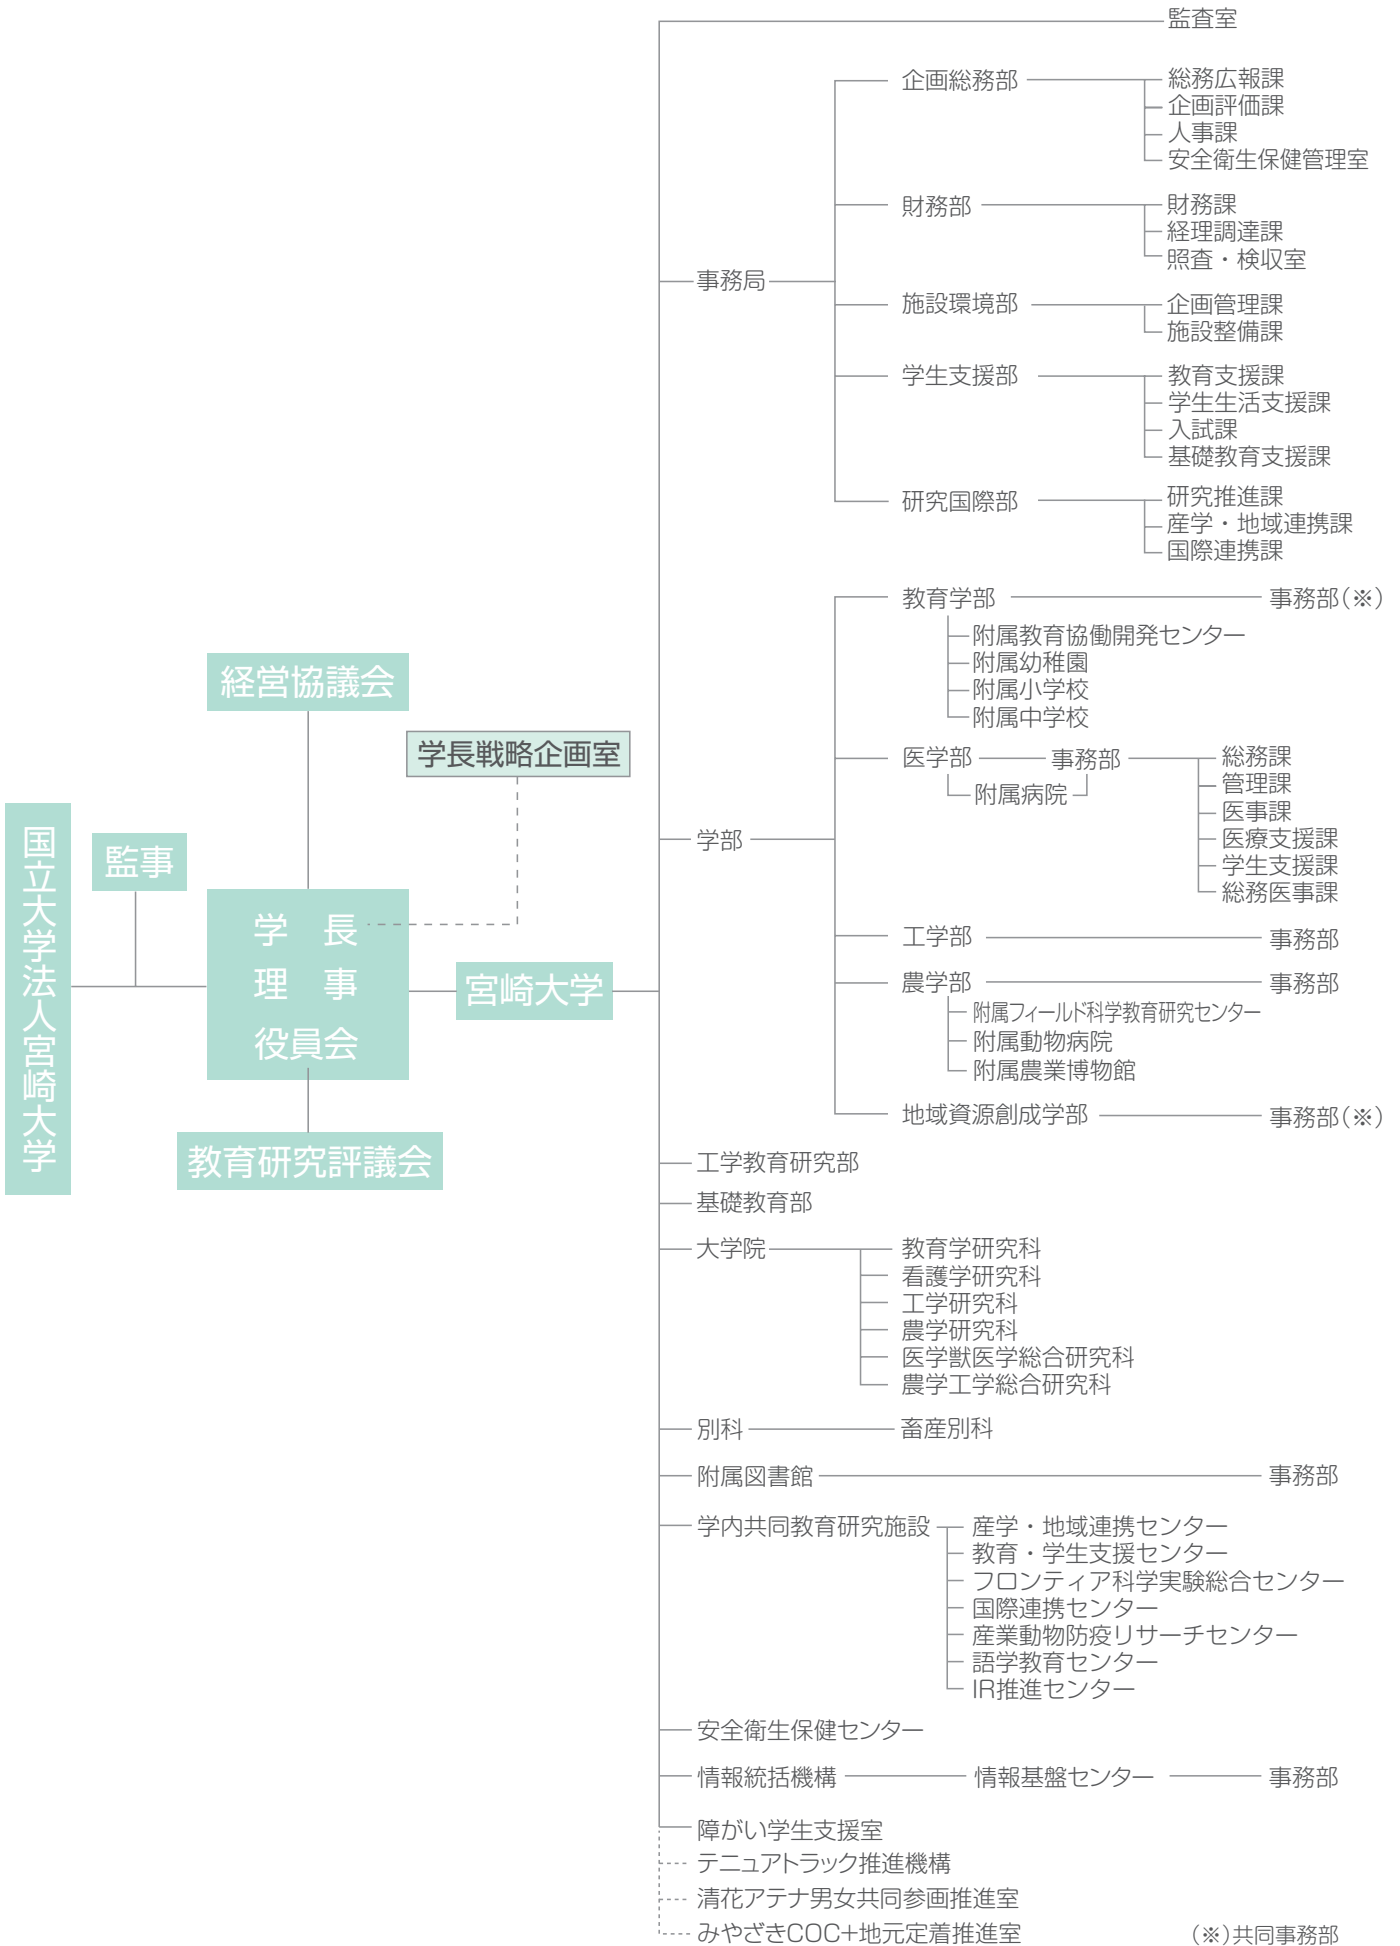 国立大学法人宮崎大学
監事
経営協議会
学長戦略企画室
学　長
理　事
役員会
教育研究評議会
宮崎大学
監査室
事務局
企画総務部
総務広報課
企画評価課
人事課
安全衛生保健管理室
財務部
財務課
経理調達課
照査・検収室
施設環境部
企画管理課
施設整備課
学生支援部
教育支援課
学生生活支援課
入試課
基礎教育支援課
研究国際部
研究推進課
産学・地域連携課
国際連携課
学部
教育学部
事務部（※）
附属教育協働開発センター
附属幼稚園
附属小学校
附属中学校
医学部
事務部
附属病院
総務課
管理課
医事課
医療支援課
学生支援課
総務医事課
工学部
事務部
農学部
事務部
附属フィールド科学教育研究センター
附属動物病院
附属農業博物館
地域資源創成学部
事務部（※）
工学教育研究部
基礎教育部
大学院
教育学研究科
看護学研究科
工学研究科
農学研究科
医学獣医学総合研究科
農学工学総合研究科
別科
畜産別科
附属図書館
事務部
学内共同教育研究施設
産学・地域連携センター
教育・学生支援センター
フロンティア科学実験総合センター
国際連携センター
産業動物防疫リサーチセンター
語学教育センター
IR推進センター
安全衛生保健センター
情報統括機構
情報基盤センター
事務部
障がい学生支援室
テニュアトラック推進機構
清花アテナ男女共同参画推進室
みやざきCOC+地元定着推進室
（※）共同事務部